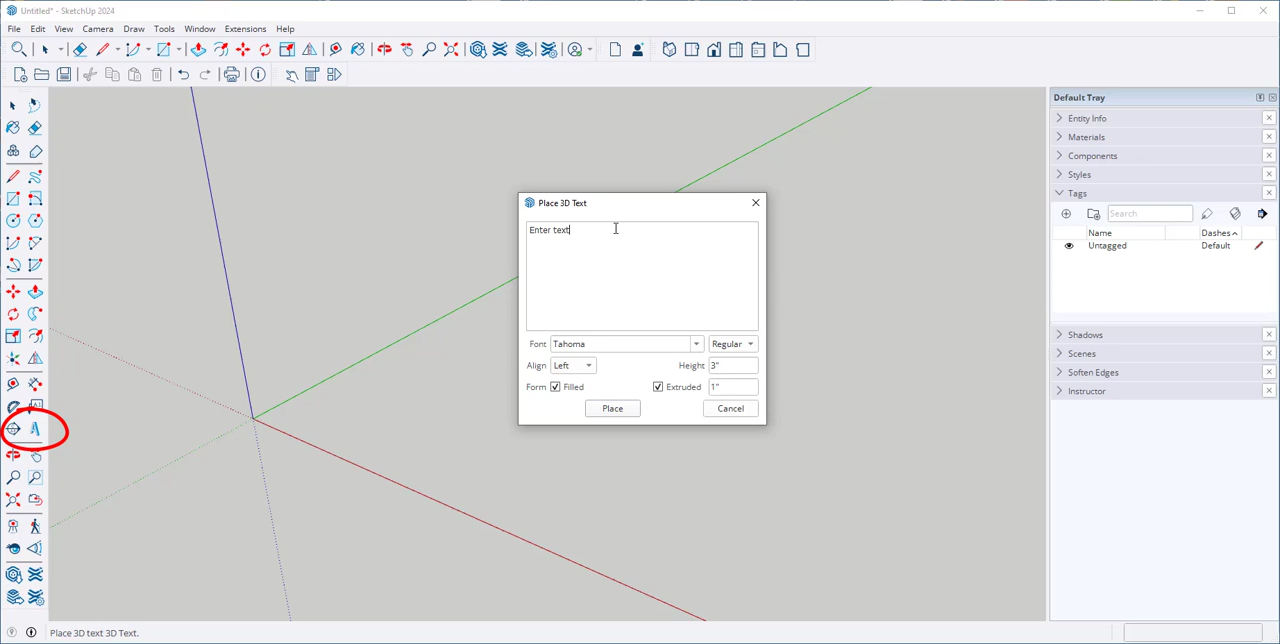 Untitled* - SketchUp 2024
File Edit View Camera Draw Tools Window Extensions Help
Default Tray
Entity Info
Materials
Components
Styles
Tags
Search
Name Dashes
Untagged Default
Shadows
Scenes
Soften Edges
Instructor
Place 3D Text
Enter text
Font Tahoma Regular
Align Left Height 3"
Form Filled Extruded 1"
Place Cancel
Place 3D text 3D Text.